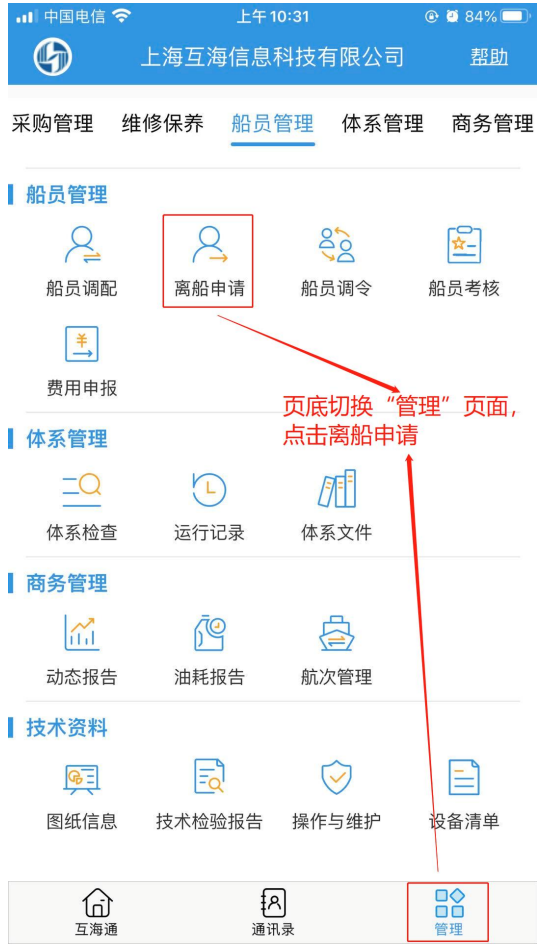 中国电信 上午10:31 84%
上海互海信息科技有限公司 帮助
采购管理 维修保养 船员管理 体系管理 商务管理
船员管理
船员调配 离船申请 船员调令 船员考核
费用申报
页底切换“管理”页面,
点击离船申请
体系管理
体系检查 运行记录 体系文件
商务管理
动态报告 油耗报告 航次管理
技术资料
图纸信息 技术检验报告 操作与维护 设备清单
互海通 通讯录 管理